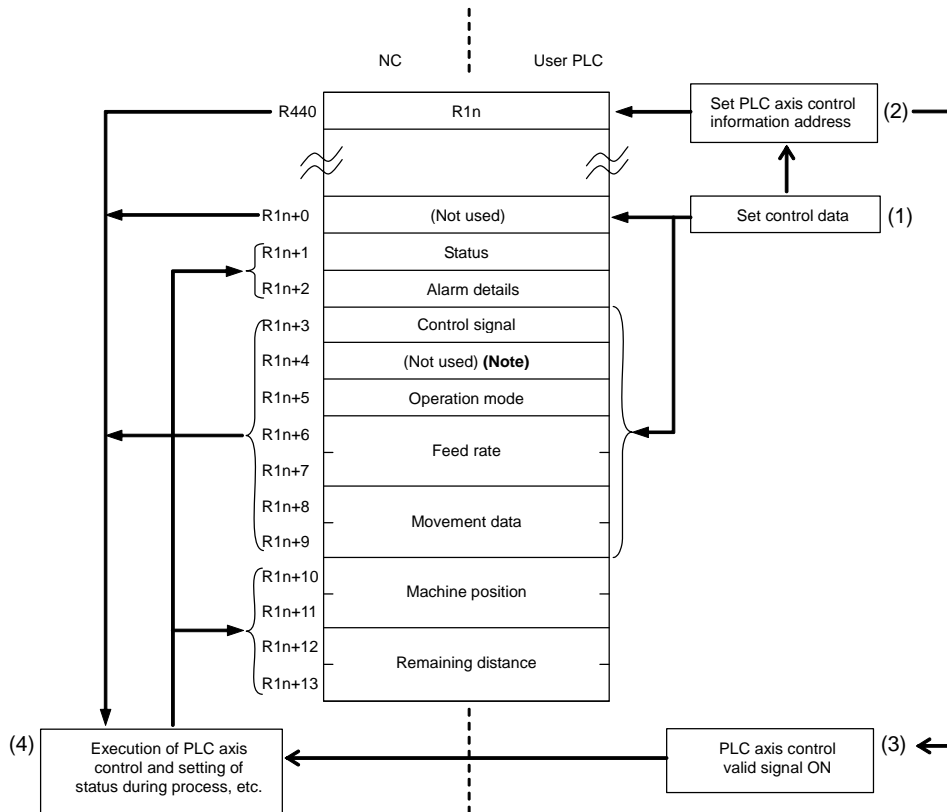 NC
User PLC
R440
R1n
Set PLC axis control
information address
(2)
R1n+0
(Not used)
Set control data
(1)
R1n+1
Status
R1n+2
Alarm details
R1n+3
Control signal
R1n+4
(Not used) (Note)
R1n+5
Operation mode
R1n+6
Feed rate
R1n+7
R1n+8
Movement data
R1n+9
R1n+10
Machine position
R1n+11
R1n+12
Remaining distance
R1n+13
(4)
Execution of PLC axis
control and setting of
status during process, etc.
PLC axis control
valid signal ON
(3)